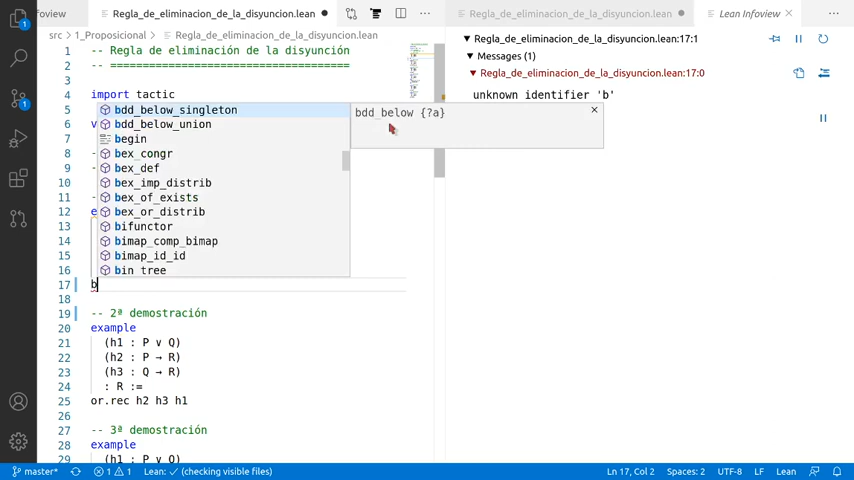 Infoview
Regla_de_eliminacion_de_la_disyuncion.lean
Regla_de_eliminacion_de_la_disyuncion.lean
Lean Infoview
src
1_Proposicional
Regla_de_eliminacion_de_la_disyuncion.lean
1 -- Regla de eliminación de la disyunción
2 -- ====================================
3
4 import tactic
5
6 v
7
8 -
9 -
10
11 -
12 e
13
14
15
16
17 b
18
19 -- 2ª demostración
20 example
21 (h1 : P ∨ Q)
22 (h2 : P → R)
23 (h3 : Q → R)
24 : R :=
25 or.rec h2 h3 h1
26
27 -- 3ª demostración
28 example
29 (h1 : P ∨ Q)
bdd_below_singleton
bdd_below_union
begin
bex_congr
bex_def
bex_imp_distrib
bex_of_exists
bex_or_distrib
bifunctor
bimap_comp_bimap
bimap_id_id
bin_tree
bdd_below {?a}
Regla_de_eliminacion_de_la_disyuncion.lean:17:1
Messages (1)
Regla_de_eliminacion_de_la_disyuncion.lean:17:0
unknown identifier 'b'
1
1
master*
1
1
Lean: ✓ (checking visible files)
Ln 17, Col 2
Spaces: 2
UTF-8
LF
Lean